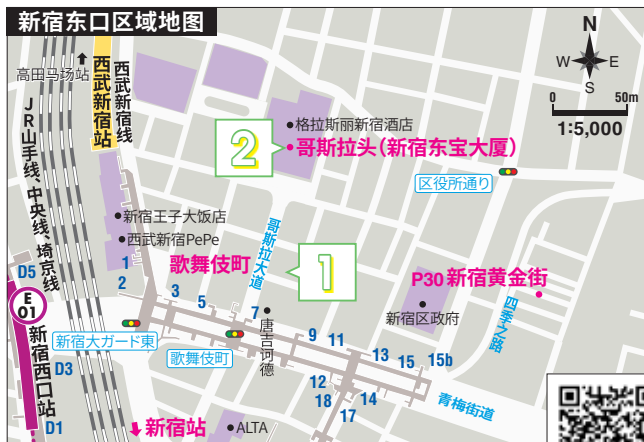 新宿东口区域地图
高田马场站
西武新宿站
西武新宿线
JR山手线、中央线、埼京线
N
W E
S
0 50m
1:5,000
格拉斯丽新宿酒店
2
哥斯拉头(新宿东宝大厦)
区役所通り
新宿王子大饭店
西武新宿PePe
哥斯拉大道
歌舞伎町
1
P30 新宿黄金街
新宿区政府
四季之路
D5
E
01
新宿西口站
D3
D1
1
2
3
5
7
唐吉诃德
9
11
13
15
15b
新宿大ガード東
歌舞伎町
12
18
17
14
青梅街道
新宿站
ALTA